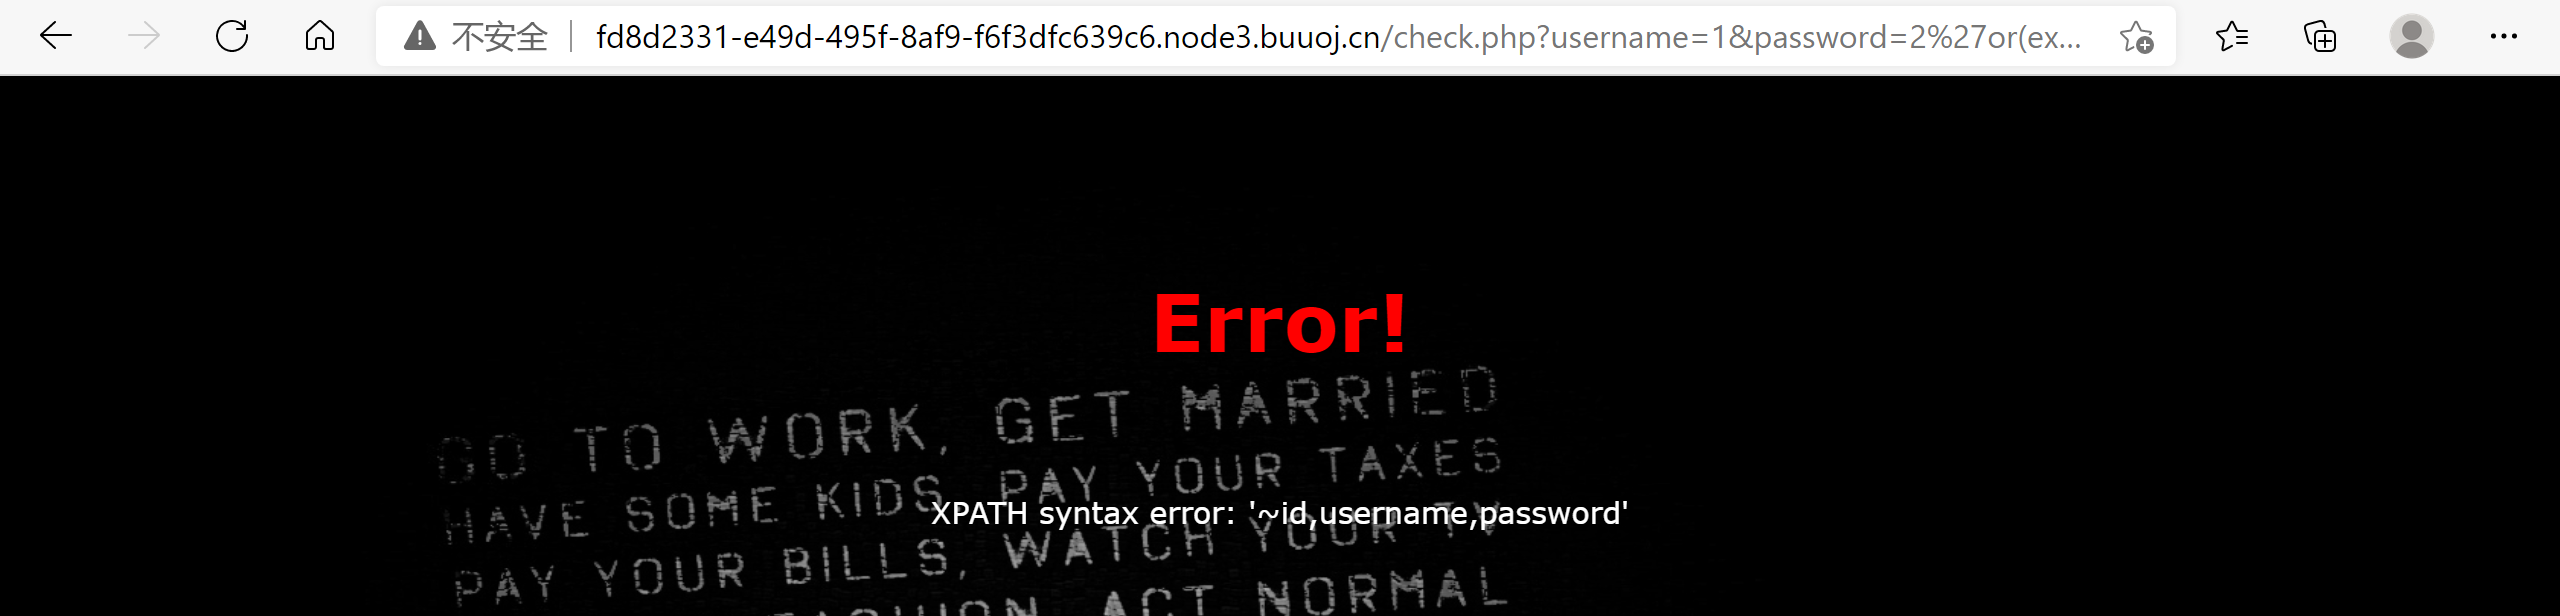 不安全 fd8d2331-e49d-495f-8af9-f6f3dfc639c6.node3.buuoj.cn/check.php?username=1&password=2%27or(ex...
Error!
GO TO WORK, GET MARRIED
HAVE SOME KIDS, PAY YOUR TAXES
XPATH syntax error: '~id,username,password'
PAY YOUR BILLS, WATCH YOUR TV
FASHION ACT NORMAL